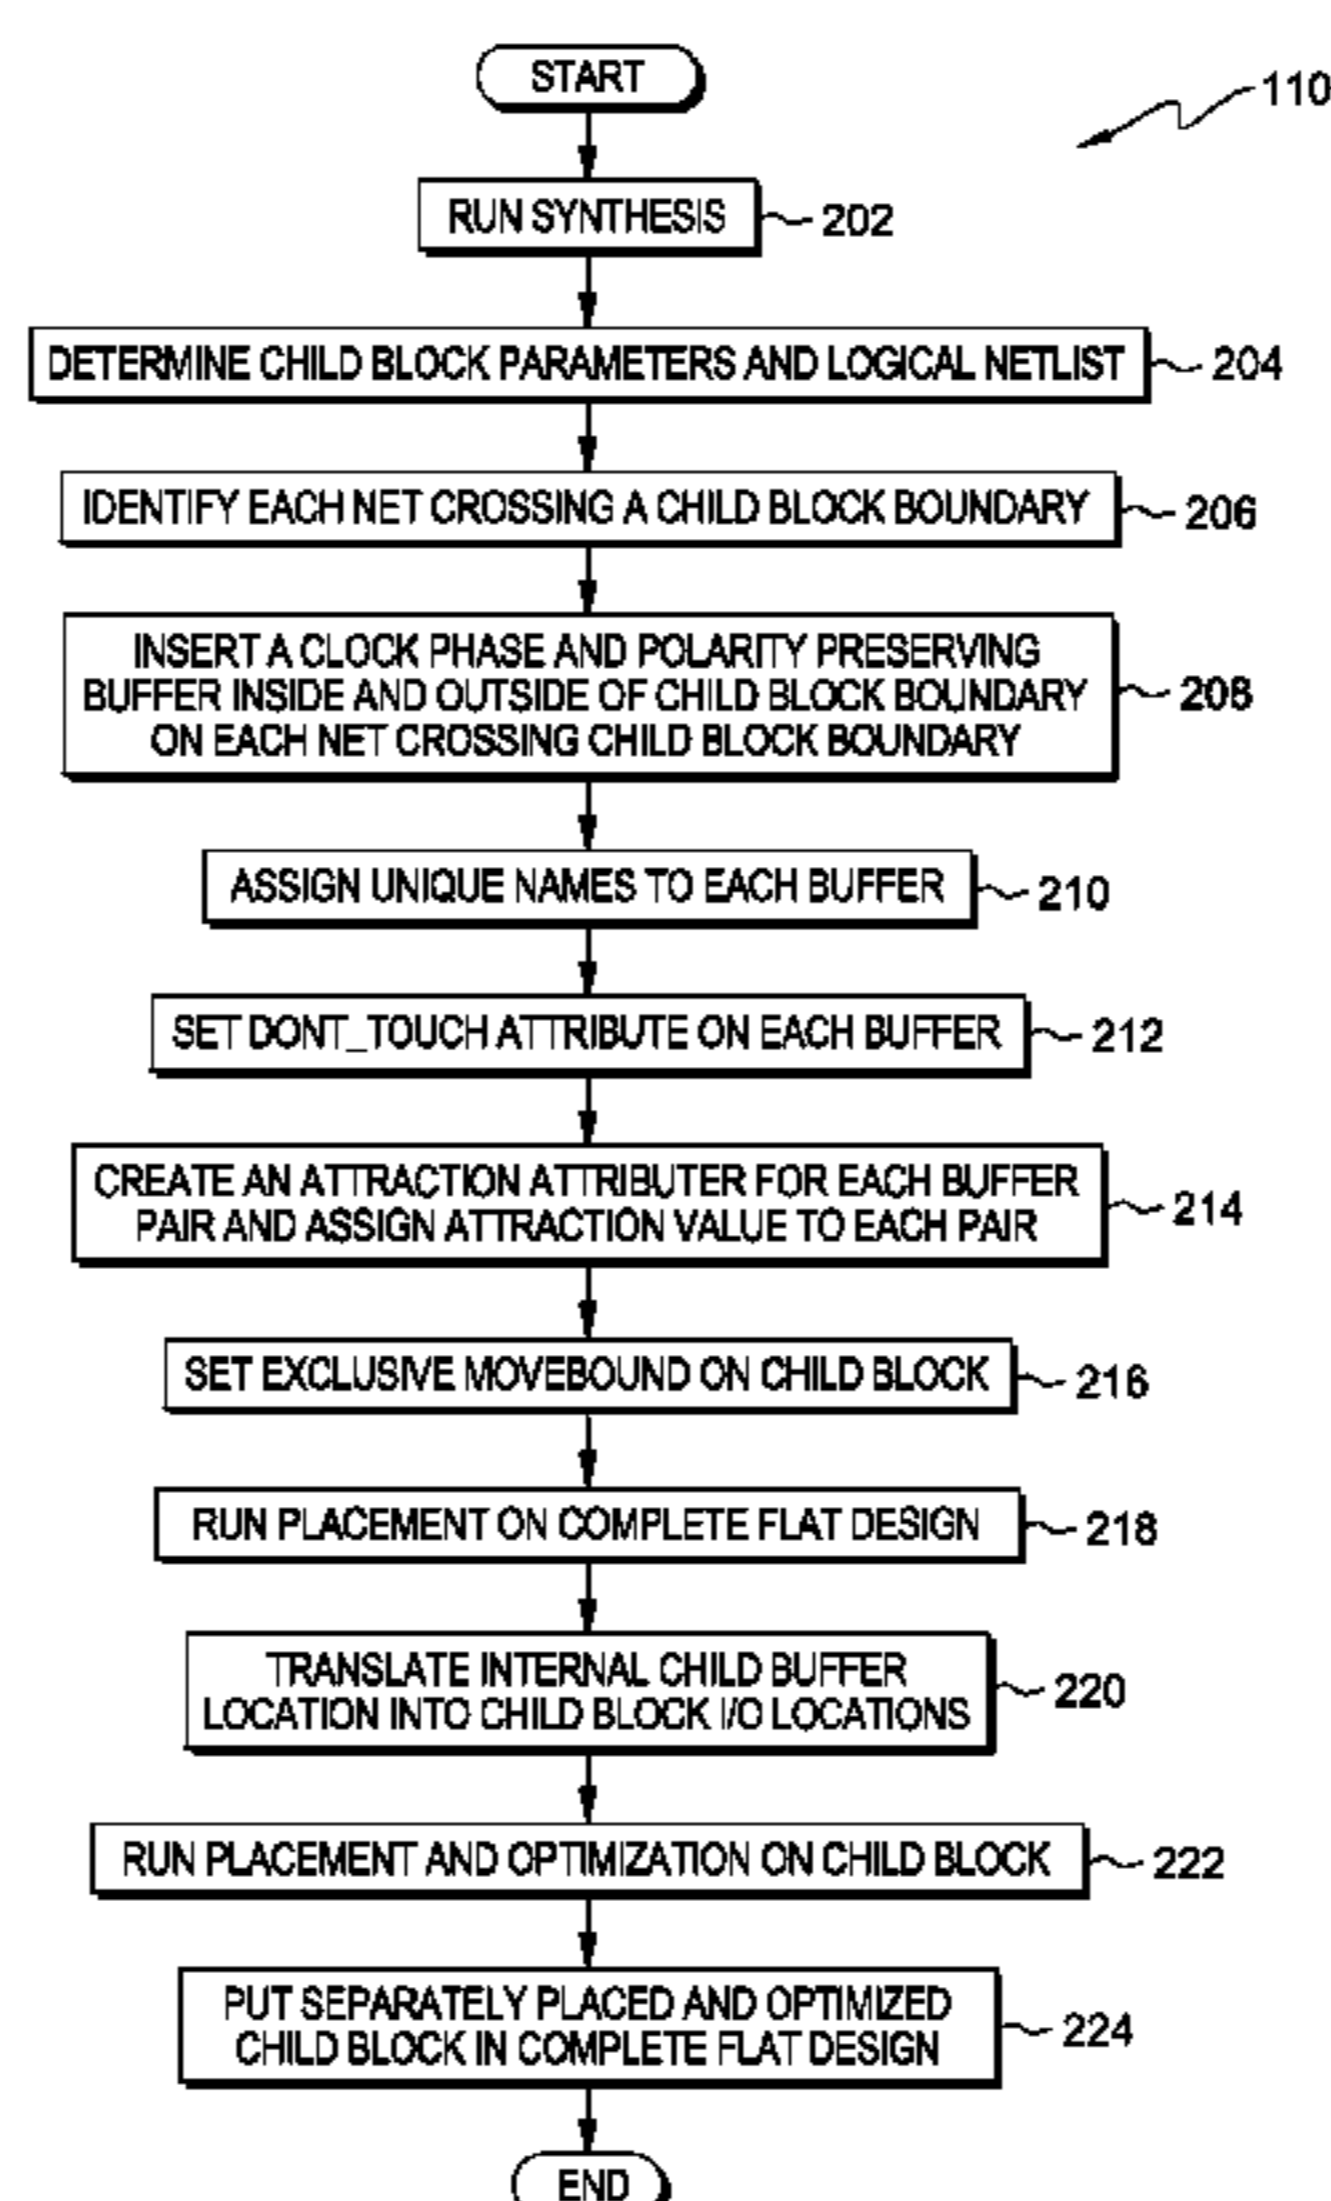 START
110
RUN SYNTHESIS
202
DETERMINE CHILD BLOCK PARAMETERS AND LOGICAL NETLIST
204
IDENTIFY EACH NET CROSSING A CHILD BLOCK BOUNDARY
206
INSERT A CLOCK PHASE AND POLARITY PRESERVING
BUFFER INSIDE AND OUTSIDE OF CHILD BLOCK BOUNDARY
ON EACH NET CROSSING CHILD BLOCK BOUNDARY
208
ASSIGN UNIQUE NAMES TO EACH BUFFER
210
SET DONT_TOUCH ATTRIBUTE ON EACH BUFFER
212
CREATE AN ATTRACTION ATTRIBUTER FOR EACH BUFFER
PAIR AND ASSIGN ATTRACTION VALUE TO EACH PAIR
214
SET EXCLUSIVE MOVEBOUND ON CHILD BLOCK
216
RUN PLACEMENT ON COMPLETE FLAT DESIGN
218
TRANSLATE INTERNAL CHILD BUFFER
LOCATION INTO CHILD BLOCK I/O LOCATIONS
220
RUN PLACEMENT AND OPTIMIZATION ON CHILD BLOCK
222
PUT SEPARATELY PLACED AND OPTIMIZED
CHILD BLOCK IN COMPLETE FLAT DESIGN
224
END